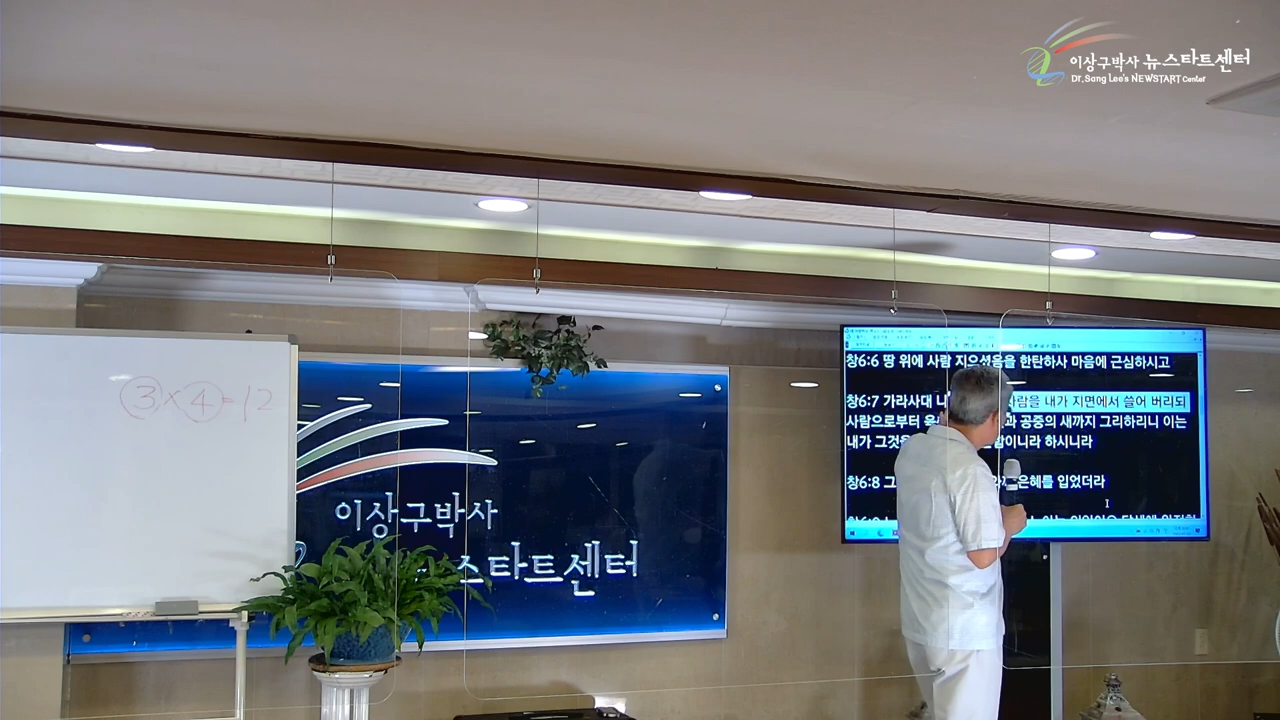 이상구박사 뉴스타트센터
Dr. Sang Lee's NEWSTART Center
3 x 4 = 12
이상구박사
스타트센터
창6:6 땅 위에 사람 지으셨음을 한탄하사 마음에 근심하시고
창6:7 가라사대 사람을 내가 지면에서 쓸어 버리되
사람으로부터 공중의 새까지 그리하리니 이는
내가 그것을 하시니라
창6:8 은혜를 입었더라